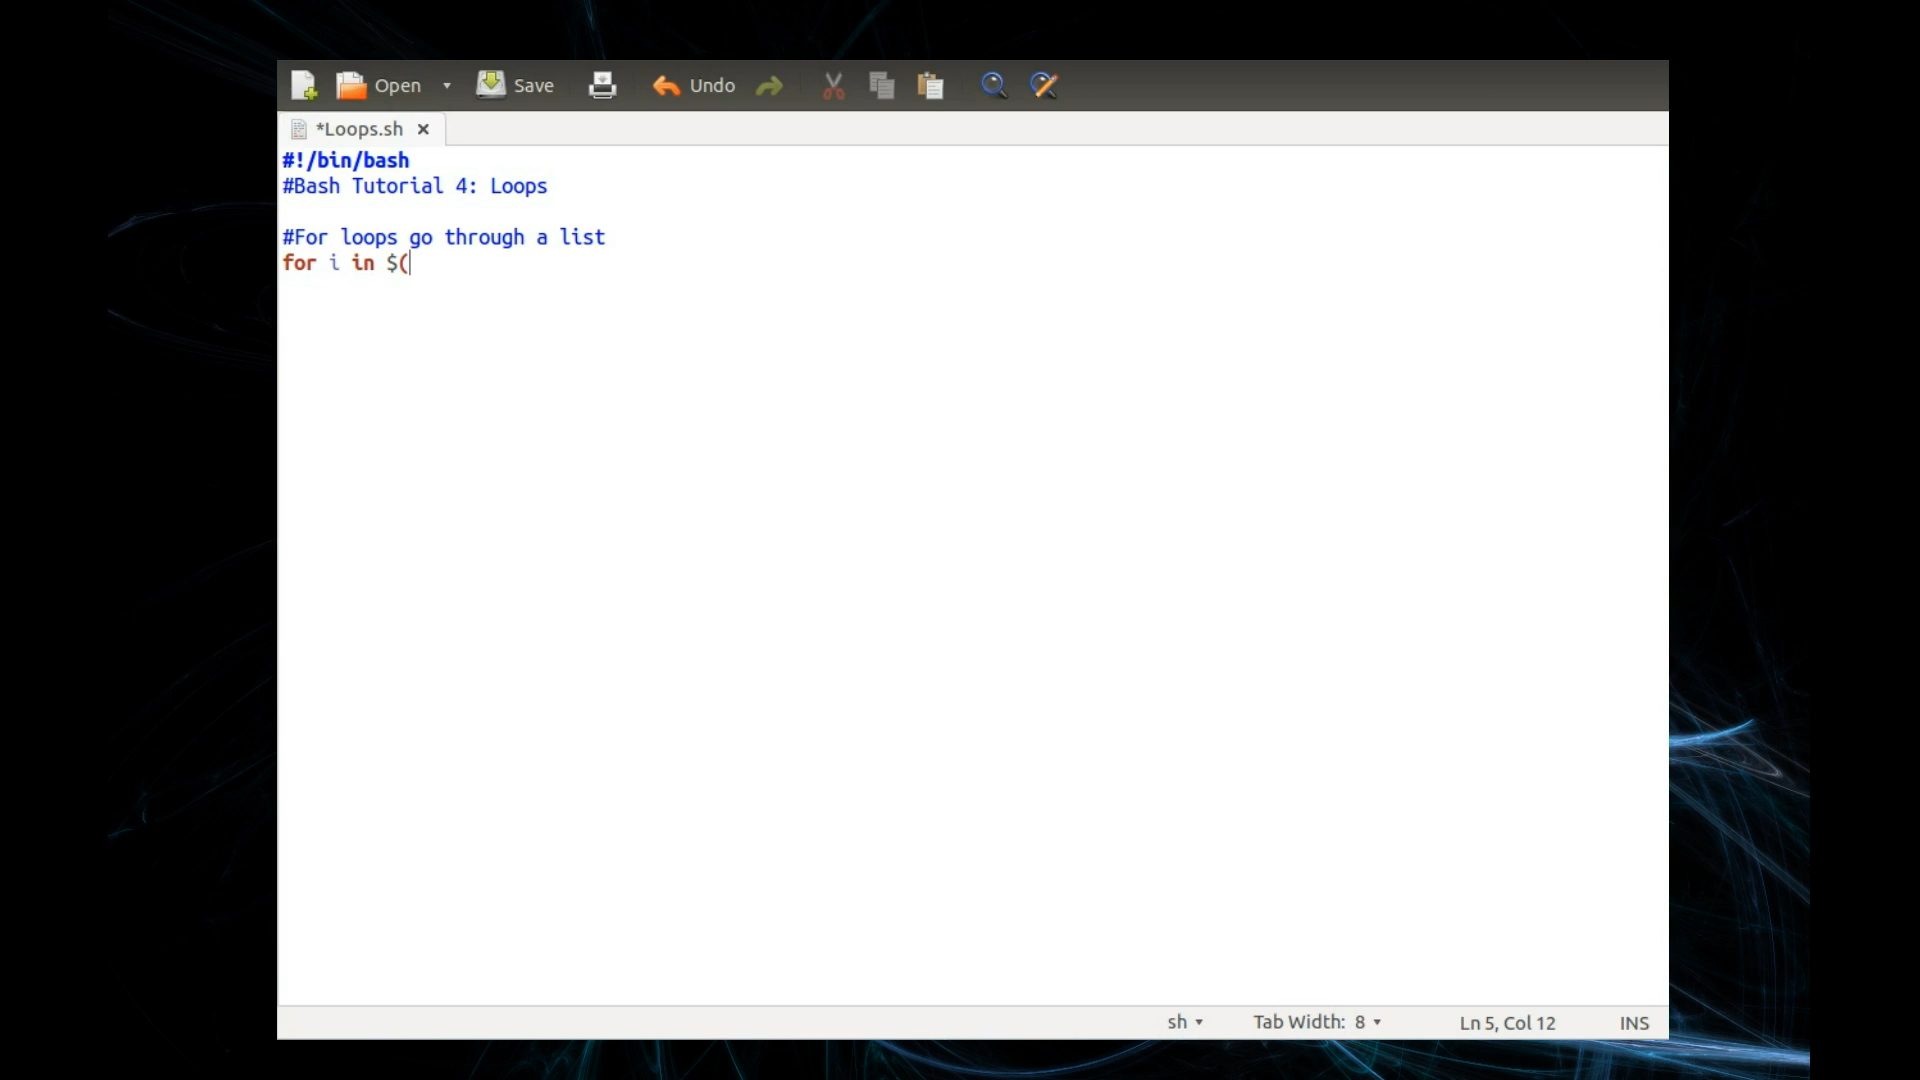 Open Save Undo
*Loops.sh
#!/bin/bash
#Bash Tutorial 4: Loops
#For loops go through a list
for i in $(
sh Tab Width: 8 Ln 5, Col 12 INS